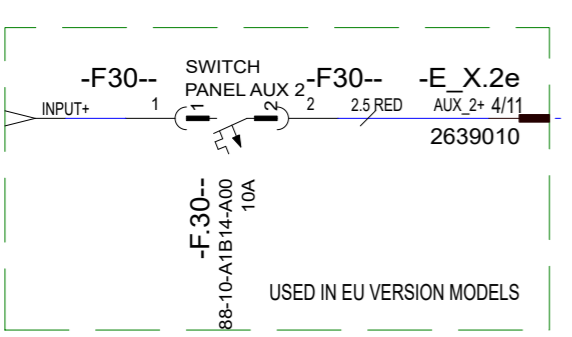 -F30--
SWITCH
PANEL AUX 2
-F30--
-E_X.2e
INPUT+
1
1
2
2
2.5 RED
AUX_2+ 4/11
2639010
-F.30--
88-10-A1B14-A00
10A
USED IN EU VERSION MODELS